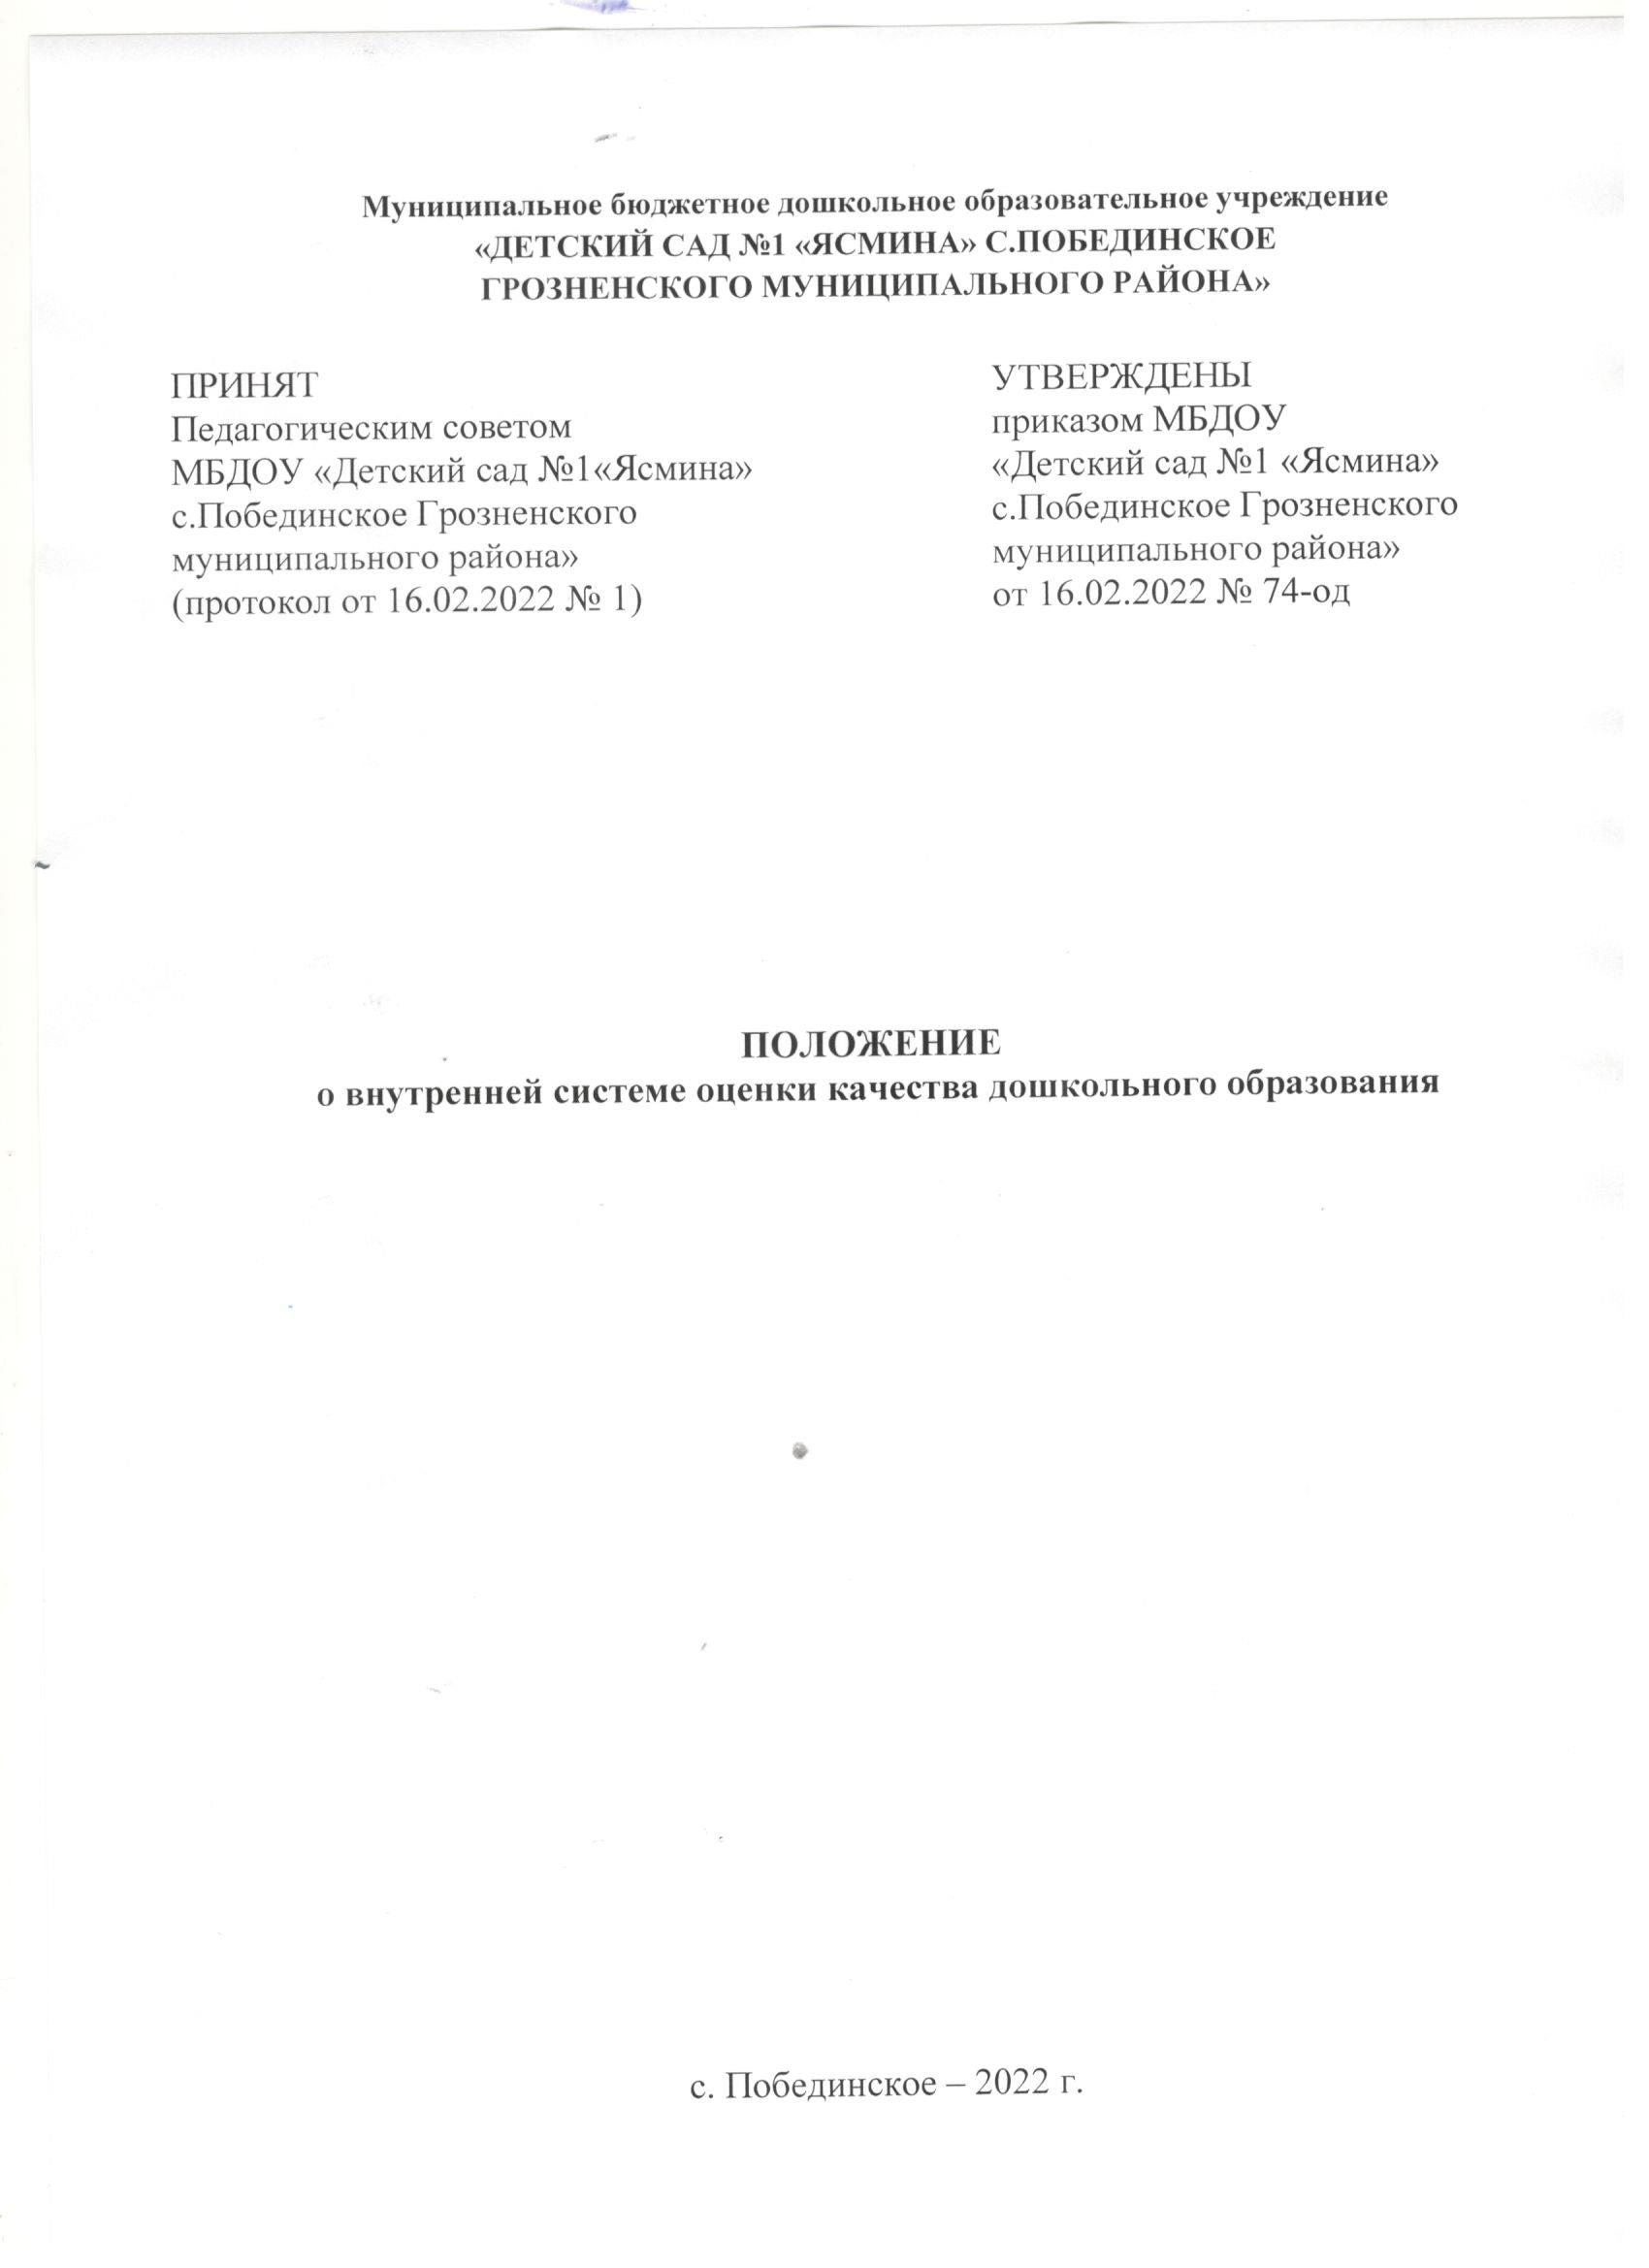 Муниципальное бюджетное дошкольное образовательное учреждение
«ДЕТСКИЙ САД №1 «ЯСМИНА» С.ПОБЕДИНСКОЕ
ГРОЗНЕНСКОГО МУНИЦИПАЛЬНОГО РАЙОНА»
ПРИНЯТ
Педагогическим советом
МБДОУ «Детский сад №1«Ясмина»
с.Побединское Грозненского
муниципального района»
(протокол от 16.02.2022 № 1)
УТВЕРЖДЕНЫ
приказом МБДОУ
«Детский сад №1 «Ясмина»
с.Побединское Грозненского
муниципального района»
от 16.02.2022 № 74-од
ПОЛОЖЕНИЕ
о внутренней системе оценки качества дошкольного образования
с. Побединское – 2022 г.